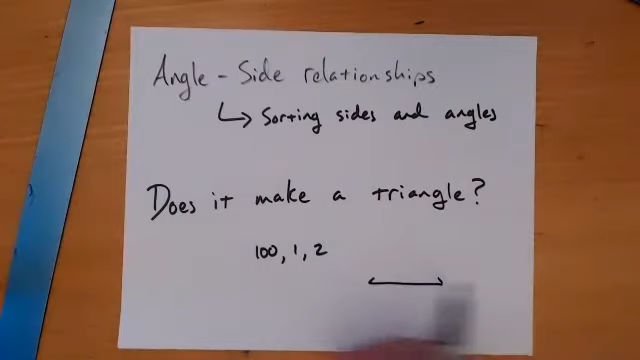 Angle - Side relationships
↳ Sorting sides and angles
Does it make a triangle?
100, 1, 2